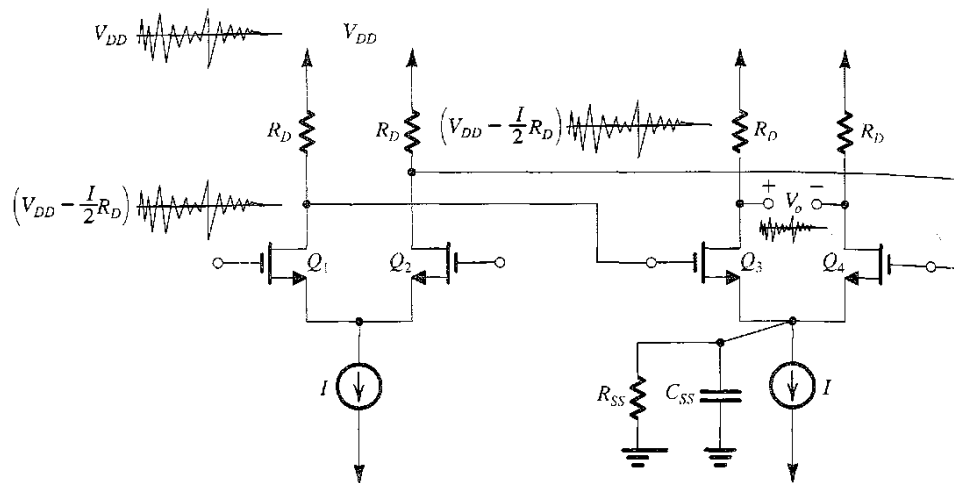 V_DD V_DD
R_D R_D (V_DD − I/2 R_D) R_D R_D
(V_DD − I/2 R_D) + V_o −
Q_1 Q_2 Q_3 Q_4
I R_SS C_SS I